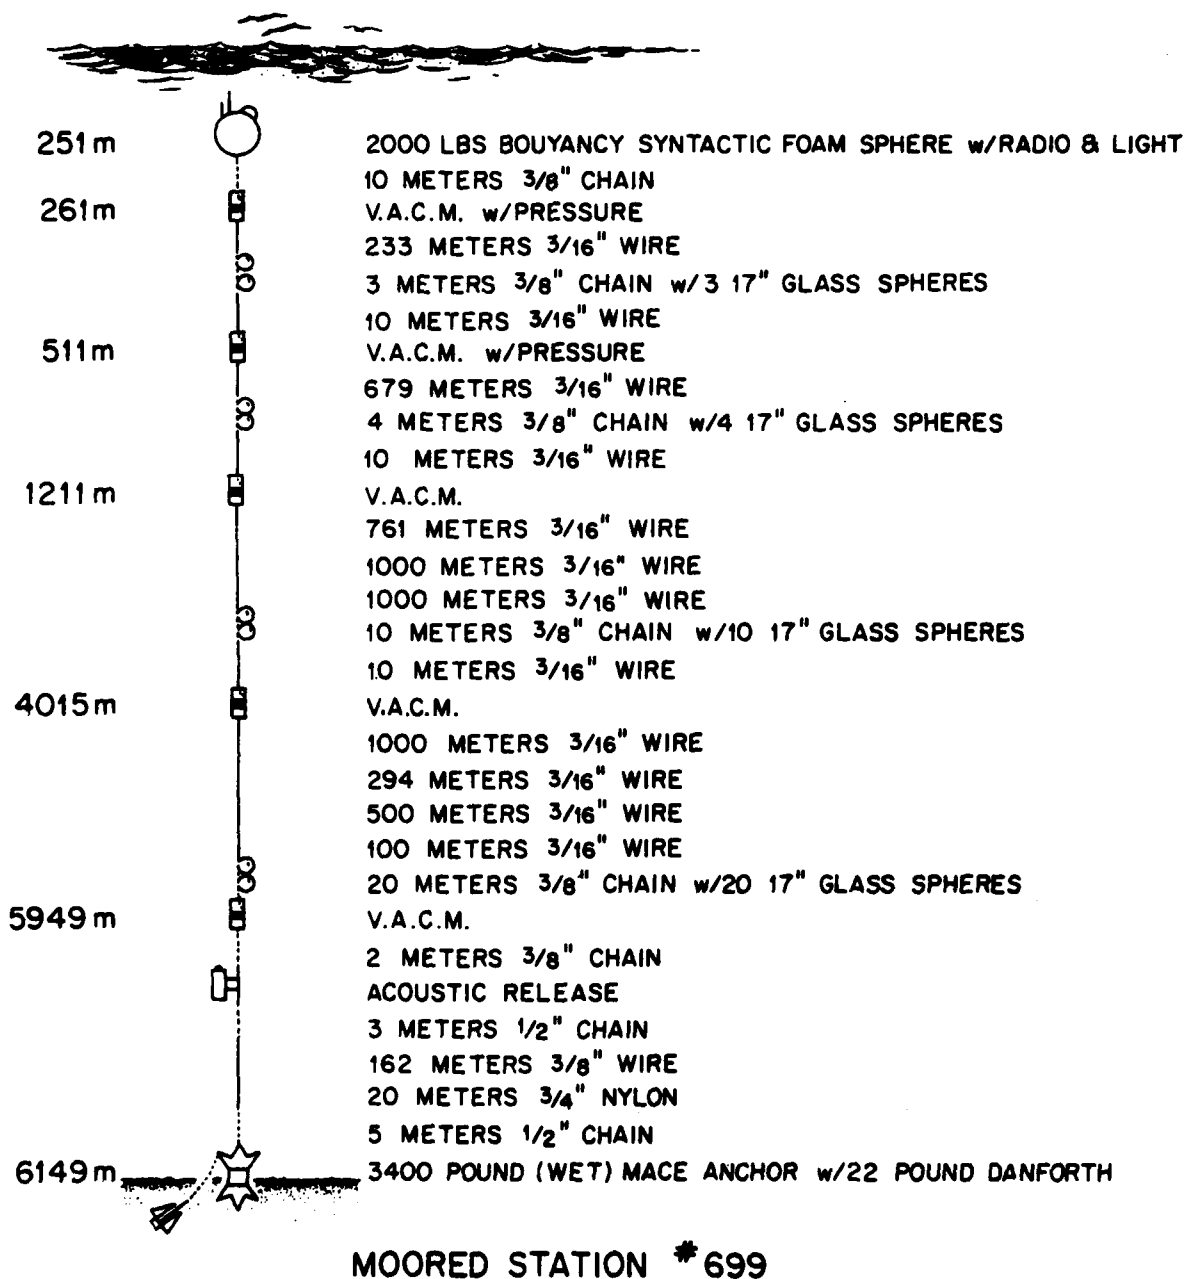 251m 2000 LBS BOUYANCY SYNTACTIC FOAM SPHERE w/RADIO & LIGHT
10 METERS 3/8" CHAIN
261m V.A.C.M. w/PRESSURE
233 METERS 3/16" WIRE
3 METERS 3/8" CHAIN w/3 17" GLASS SPHERES
10 METERS 3/16" WIRE
511m V.A.C.M. w/PRESSURE
679 METERS 3/16" WIRE
4 METERS 3/8" CHAIN w/4 17" GLASS SPHERES
10 METERS 3/16" WIRE
1211m V.A.C.M.
761 METERS 3/16" WIRE
1000 METERS 3/16" WIRE
1000 METERS 3/16" WIRE
10 METERS 3/8" CHAIN w/10 17" GLASS SPHERES
10 METERS 3/16" WIRE
4015m V.A.C.M.
1000 METERS 3/16" WIRE
294 METERS 3/16" WIRE
500 METERS 3/16" WIRE
100 METERS 3/16" WIRE
20 METERS 3/8" CHAIN w/20 17" GLASS SPHERES
5949m V.A.C.M.
2 METERS 3/8" CHAIN
ACOUSTIC RELEASE
3 METERS 1/2" CHAIN
162 METERS 3/8" WIRE
20 METERS 3/4" NYLON
5 METERS 1/2" CHAIN
6149m 3400 POUND (WET) MACE ANCHOR w/22 POUND DANFORTH
MOORED STATION #699